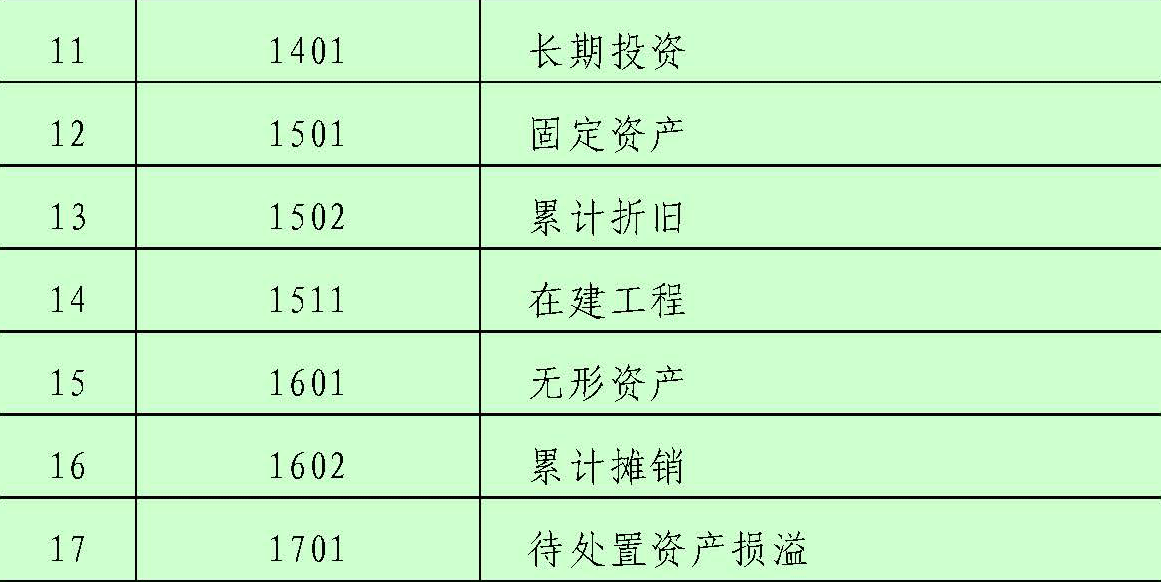 11 1401 长期投资
12 1501 固定资产
13 1502 累计折旧
14 1511 在建工程
15 1601 无形资产
16 1602 累计摊销
17 1701 待处置资产损溢